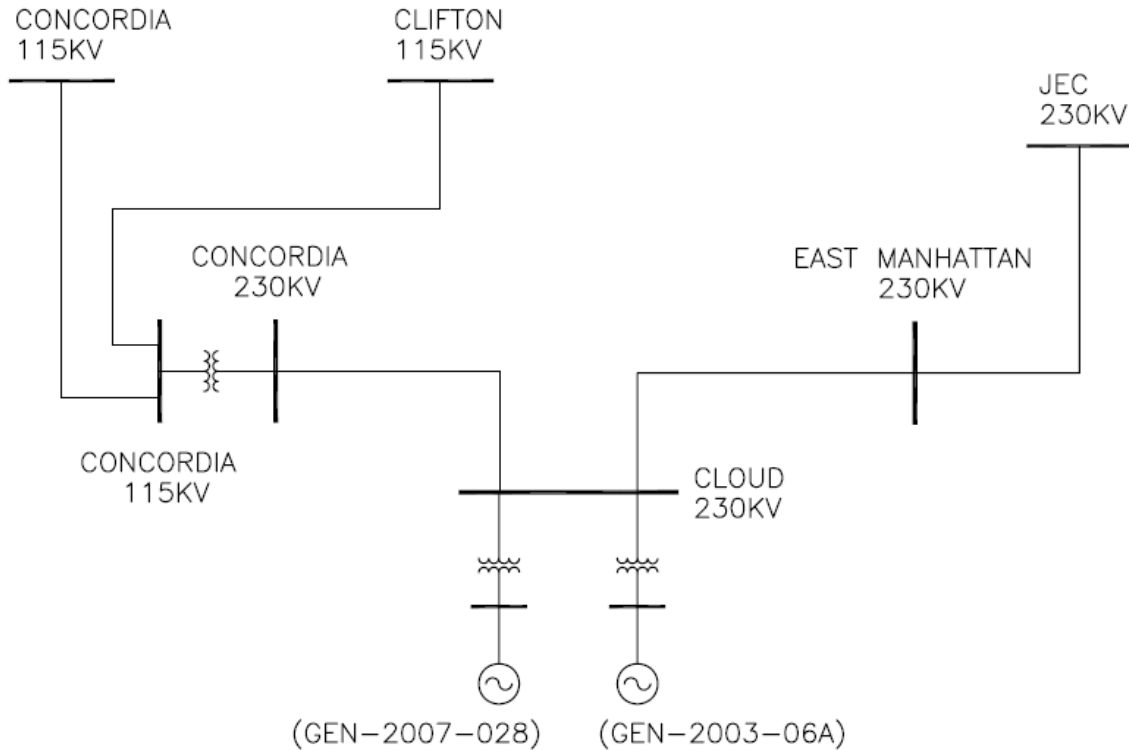 CONCORDIA
115KV
CLIFTON
115KV
JEC
230KV
CONCORDIA
230KV
EAST MANHATTAN
230KV
CONCORDIA
115KV
CLOUD
230KV
(GEN-2007-028)
(GEN-2003-06A)